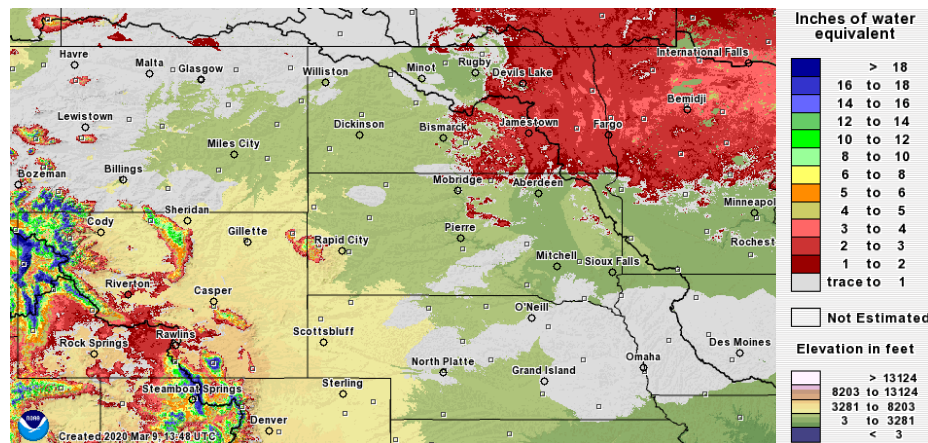 Inches of water
equivalent
> 18
16 to 18
14 to 16
12 to 14
10 to 12
8 to 10
6 to 8
5 to 6
4 to 5
3 to 4
2 to 3
1 to 2
trace to 1
Not Estimated
Elevation in feet
> 13124
8203 to 13124
3281 to 8203
3 to 3281
< 3
Havre
Malta
Glasgow
Williston
Minot
Rugby
Devils Lake
International Falls
Bemidji
Lewistown
Dickinson
Bismarck
Jamestown
Fargo
Miles City
Billings
Bozeman
Mobridge
Aberdeen
Minneapol
Cody
Sheridan
Gillette
Rapid City
Pierre
Rochest
Mitchell
Sioux Falls
Riverton
Casper
O'Neill
Scottsbluff
Rock Springs
Rawlins
North Platte
Grand Island
Omaha
Des Moines
Steamboat Springs
Sterling
Denver
noaa
Created 2020 Mar 9, 13:48 UTC